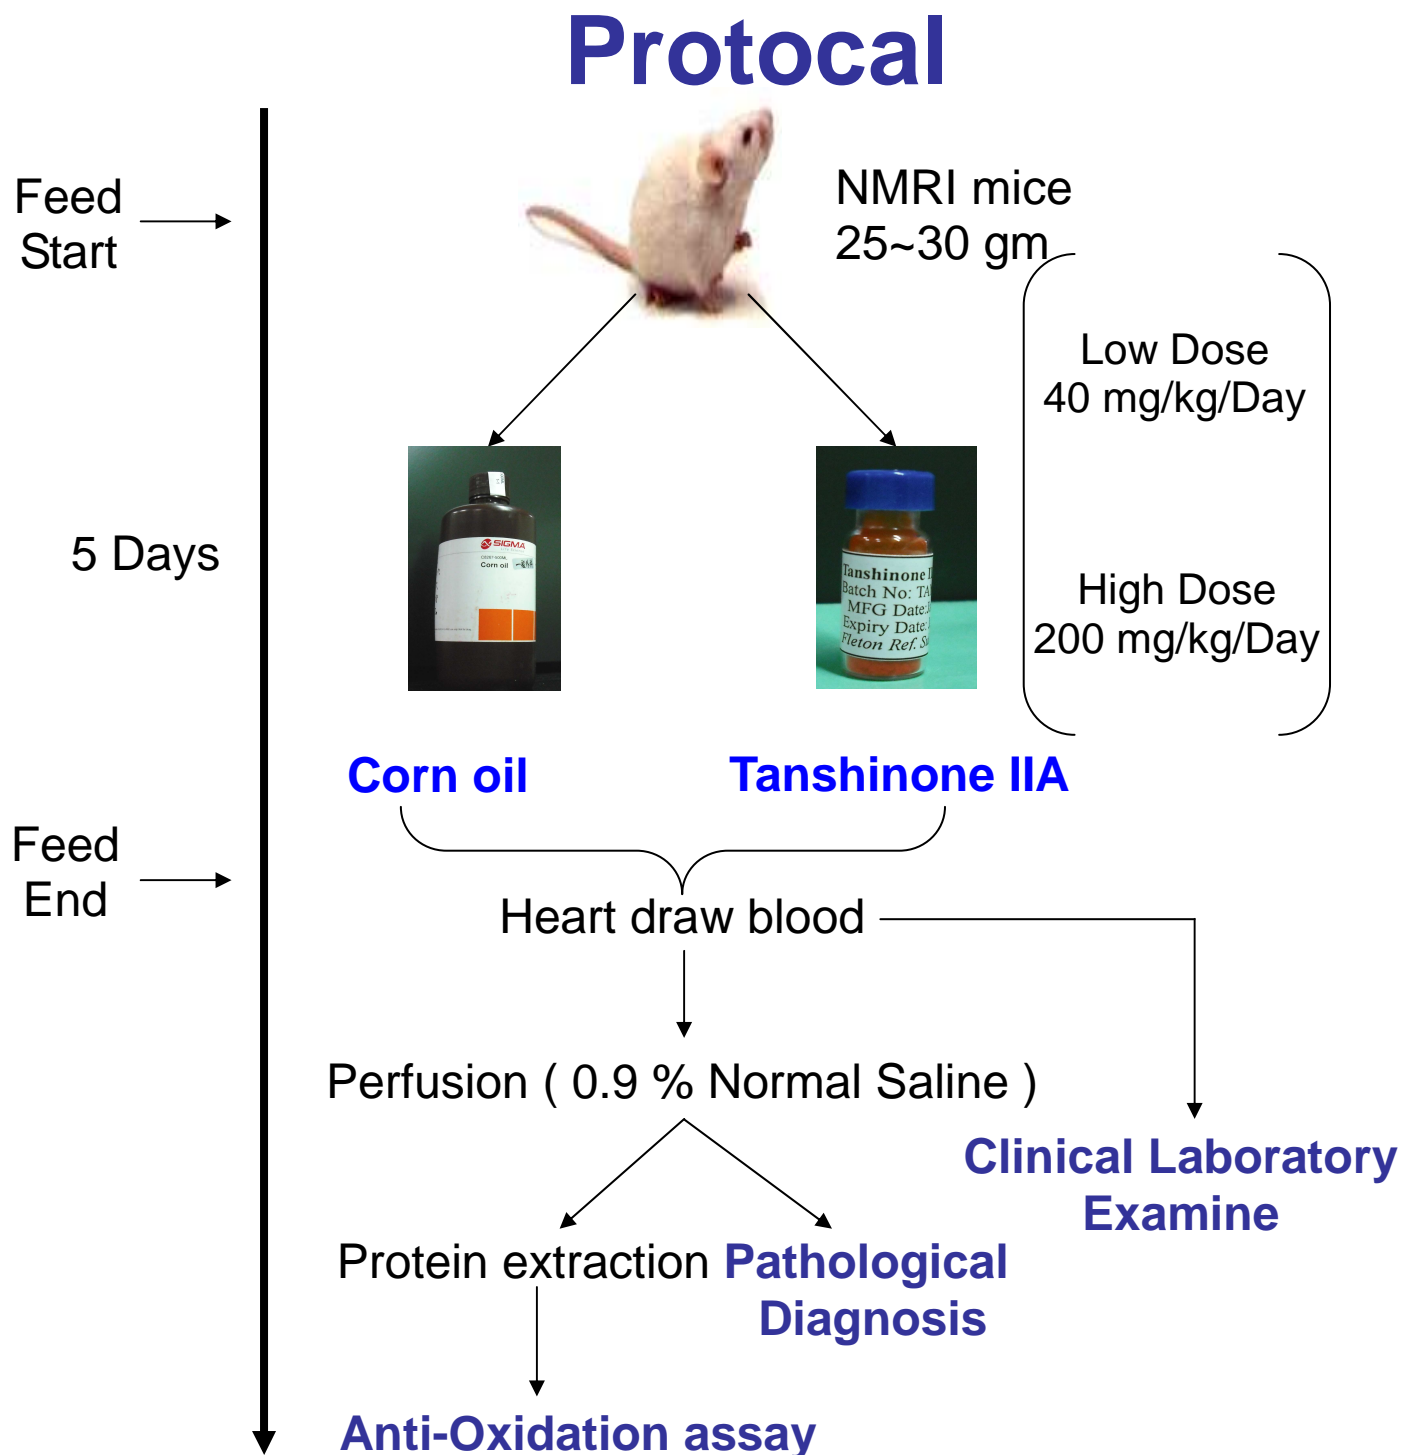 Protocal
Feed
Start
NMRI mice
25~30 gm
Low Dose
40 mg/kg/Day
5 Days
SIGMA
Corn oil
Tanshinone
Batch No: TA
MFG Date:
Expiry Date:
Fleton Ref.
High Dose
200 mg/kg/Day
Corn oil
Tanshinone IIA
Feed
End
Heart draw blood
Perfusion ( 0.9 % Normal Saline )
Clinical Laboratory
Examine
Protein extraction
Pathological
Diagnosis
Anti-Oxidation assay